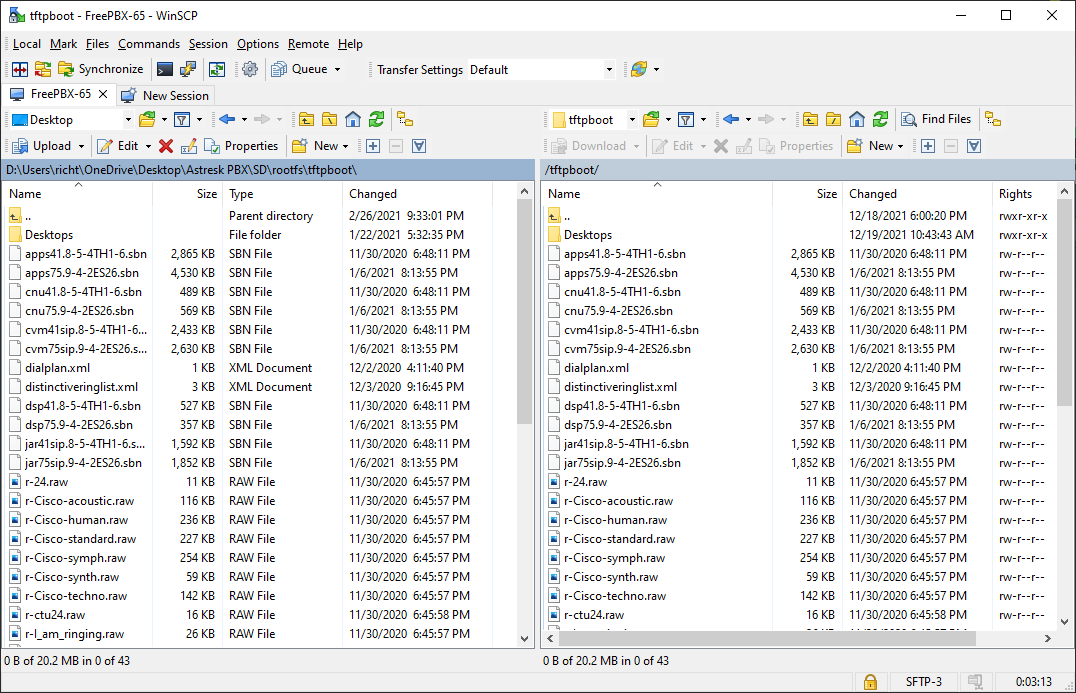 tftpboot - FreePBX-65 - WinSCP
Local Mark Files Commands Session Options Remote Help
Synchronize Queue Transfer Settings Default
FreePBX-65 New Session
Desktop tftpboot Find Files
Upload Edit Properties New Download Edit Properties New
D:\Users\richt\OneDrive\Desktop\Astresk PBX\SD\rootfs\tftpboot\ /tftpboot/
Name Size Type Changed Name Size Changed Rights
.. Parent directory 2/26/2021 9:33:01 PM .. 12/18/2021 6:00:20 PM rwxr-xr-x
Desktops File folder 1/22/2021 5:32:35 PM Desktops 12/19/2021 10:43:43 AM rwxr-xr-x
apps41.8-5-4TH1-6.sbn 2,865 KB SBN File 11/30/2020 6:48:11 PM apps41.8-5-4TH1-6.sbn 2,865 KB 11/30/2020 6:48:11 PM rw-r--r--
apps75.9-4-2ES26.sbn 4,530 KB SBN File 1/6/2021 8:13:55 PM apps75.9-4-2ES26.sbn 4,530 KB 1/6/2021 8:13:55 PM rw-r--r--
cnu41.8-5-4TH1-6.sbn 489 KB SBN File 11/30/2020 6:48:11 PM cnu41.8-5-4TH1-6.sbn 489 KB 11/30/2020 6:48:11 PM rw-r--r--
cnu75.9-4-2ES26.sbn 569 KB SBN File 1/6/2021 8:13:55 PM cnu75.9-4-2ES26.sbn 569 KB 1/6/2021 8:13:55 PM rw-r--r--
cvm41sip.8-5-4TH1-6... 2,433 KB SBN File 11/30/2020 6:48:11 PM cvm41sip.8-5-4TH1-6.sbn 2,433 KB 11/30/2020 6:48:11 PM rw-r--r--
cvm75sip.9-4-2ES26.s... 2,630 KB SBN File 1/6/2021 8:13:55 PM cvm75sip.9-4-2ES26.sbn 2,630 KB 1/6/2021 8:13:55 PM rw-r--r--
dialplan.xml 1 KB XML Document 12/2/2020 4:11:40 PM dialplan.xml 1 KB 12/2/2020 4:11:40 PM rw-r--r--
distinctiveringlist.xml 3 KB XML Document 12/3/2020 9:16:45 PM distinctiveringlist.xml 3 KB 12/3/2020 9:16:45 PM rw-r--r--
dsp41.8-5-4TH1-6.sbn 527 KB SBN File 11/30/2020 6:48:11 PM dsp41.8-5-4TH1-6.sbn 527 KB 11/30/2020 6:48:11 PM rw-r--r--
dsp75.9-4-2ES26.sbn 357 KB SBN File 1/6/2021 8:13:55 PM dsp75.9-4-2ES26.sbn 357 KB 1/6/2021 8:13:55 PM rw-r--r--
jar41sip.8-5-4TH1-6.s... 1,592 KB SBN File 11/30/2020 6:48:11 PM jar41sip.8-5-4TH1-6.sbn 1,592 KB 11/30/2020 6:48:11 PM rw-r--r--
jar75sip.9-4-2ES26.sbn 1,852 KB SBN File 1/6/2021 8:13:55 PM jar75sip.9-4-2ES26.sbn 1,852 KB 1/6/2021 8:13:55 PM rw-r--r--
r-24.raw 11 KB RAW File 11/30/2020 6:45:57 PM r-24.raw 11 KB 11/30/2020 6:45:57 PM rw-r--r--
r-Cisco-acoustic.raw 116 KB RAW File 11/30/2020 6:45:57 PM r-Cisco-acoustic.raw 116 KB 11/30/2020 6:45:57 PM rw-r--r--
r-Cisco-human.raw 236 KB RAW File 11/30/2020 6:45:57 PM r-Cisco-human.raw 236 KB 11/30/2020 6:45:57 PM rw-r--r--
r-Cisco-standard.raw 227 KB RAW File 11/30/2020 6:45:57 PM r-Cisco-standard.raw 227 KB 11/30/2020 6:45:57 PM rw-r--r--
r-Cisco-symph.raw 254 KB RAW File 11/30/2020 6:45:57 PM r-Cisco-symph.raw 254 KB 11/30/2020 6:45:57 PM rw-r--r--
r-Cisco-synth.raw 59 KB RAW File 11/30/2020 6:45:57 PM r-Cisco-synth.raw 59 KB 11/30/2020 6:45:57 PM rw-r--r--
r-Cisco-techno.raw 142 KB RAW File 11/30/2020 6:45:57 PM r-Cisco-techno.raw 142 KB 11/30/2020 6:45:57 PM rw-r--r--
r-ctu24.raw 16 KB RAW File 11/30/2020 6:45:58 PM r-ctu24.raw 16 KB 11/30/2020 6:45:58 PM rw-r--r--
r-I_am_ringing.raw 26 KB RAW File 11/30/2020 6:45:57 PM
0 B of 20.2 MB in 0 of 43 0 B of 20.2 MB in 0 of 43
SFTP-3 0:03:13